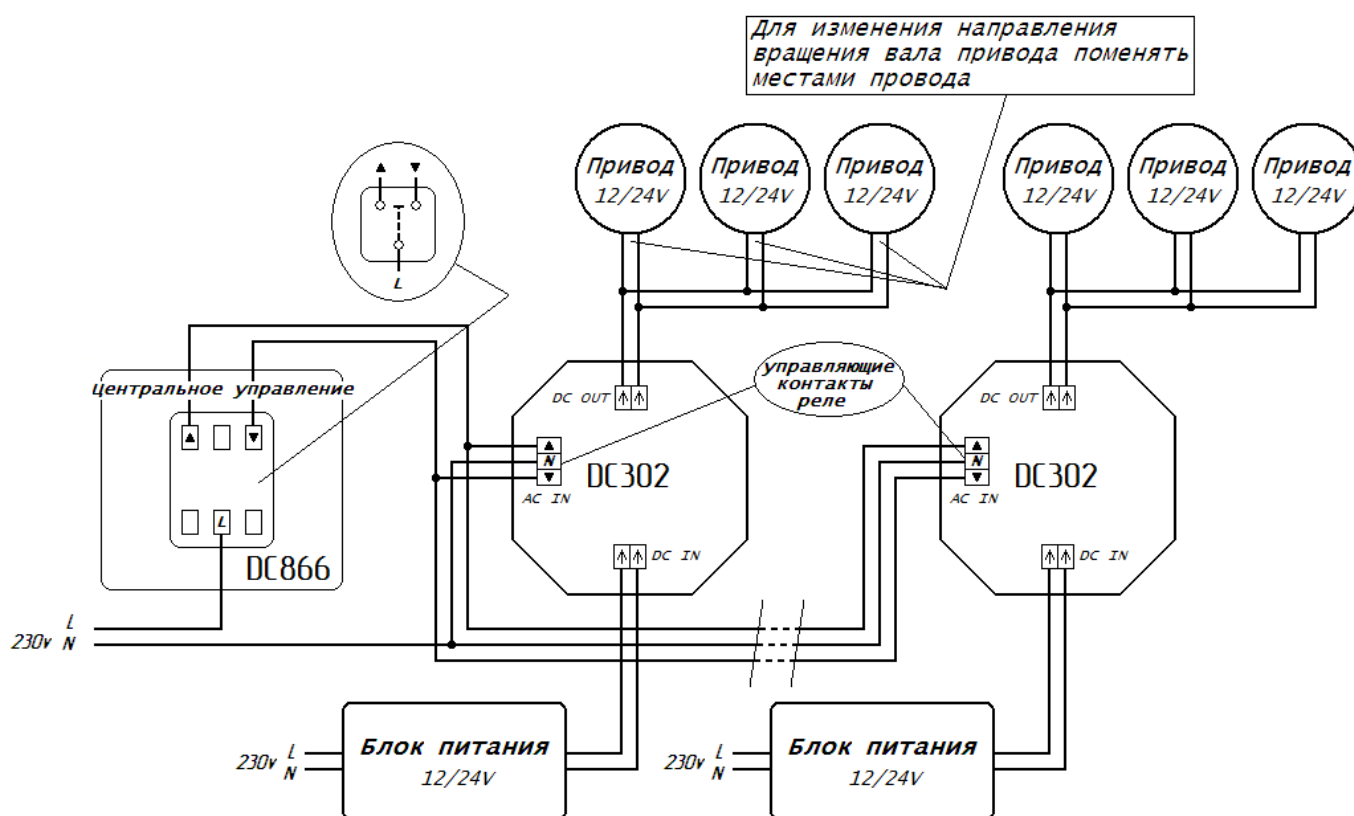 Для изменения направления
вращения вала привода поменять
местами провода
Привод
12/24V
Привод
12/24V
Привод
12/24V
Привод
12/24V
Привод
12/24V
Привод
12/24V
▲ ▼
L
Центральное управление
▲ ▼
L
DC866
управляющие
контакты
реле
DC OUT
▲
N
▼
AC IN
DC302
DC IN
DC OUT
▲
N
▼
AC IN
DC302
DC IN
L
230v N
230v L
N
Блок питания
12/24V
230v L
N
Блок питания
12/24V